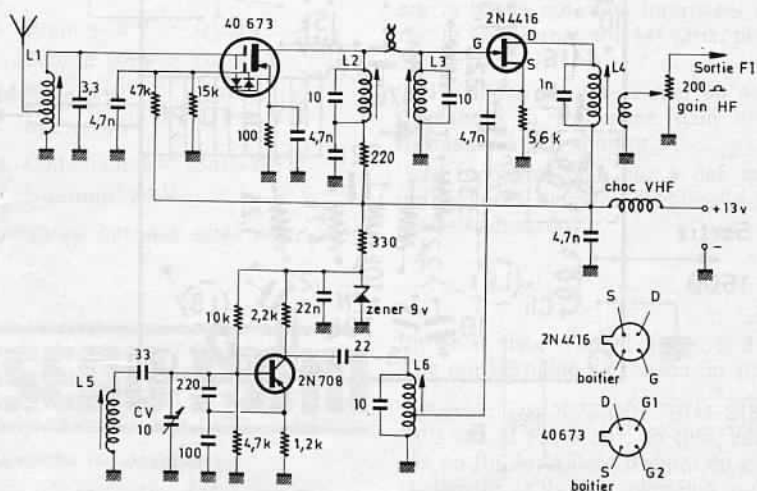 40 673
2N4416
D
G
S
L1
L2
L3
L4
3,3
4,7n
47k
15k
100
4,7n
10
220
10
4,7n
5,6 k
1n
Sortie F1
200 Ω
gain HF
choc VHF
+13v
-
4,7n
330
10k
2,2k
22n
zener 9v
22
L5
33
CV
10
220
100
2N708
4,7k
1,2k
L6
10
S
D
2N4416
boitier
G
D
G1
40673
S
G2
boitier